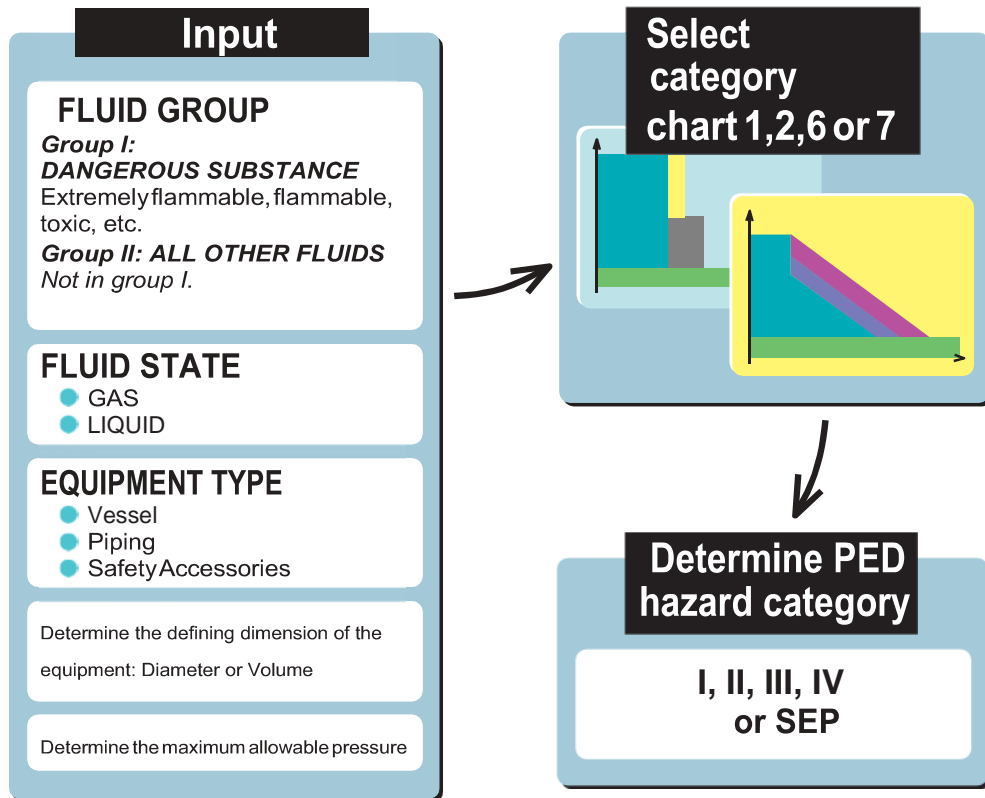 Input
FLUID GROUP
Group I:
DANGEROUS SUBSTANCE
Extremely flammable, flammable,
toxic, etc.
Group II: ALL OTHER FLUIDS
Not in group I.
FLUID STATE
GAS
LIQUID
EQUIPMENT TYPE
Vessel
Piping
Safety Accessories
Determine the defining dimension of the
equipment: Diameter or Volume
Determine the maximum allowable pressure
Select
category
chart 1,2,6 or 7
Determine PED
hazard category
I, II, III, IV
or SEP